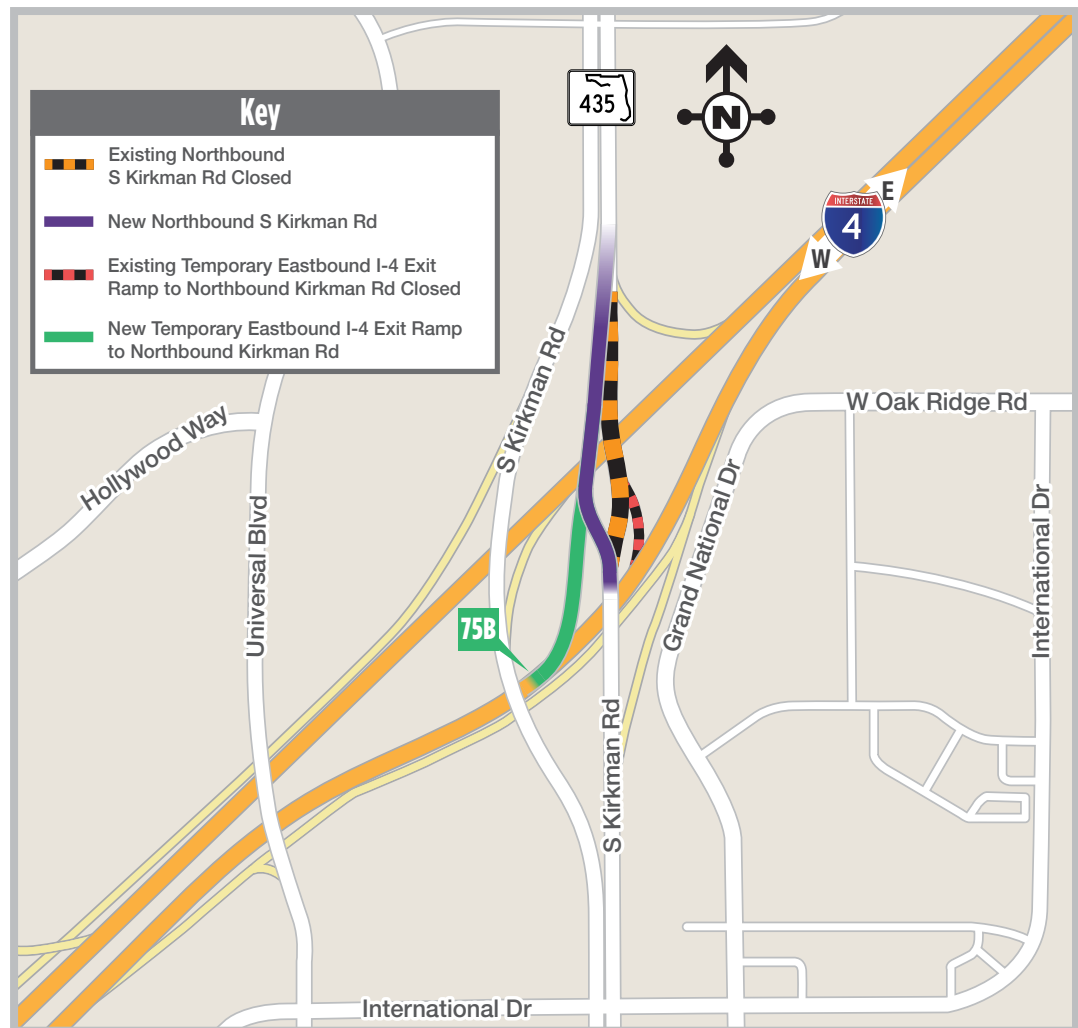 435
N
Key
Existing Northbound
S Kirkman Rd Closed
New Northbound S Kirkman Rd
Existing Temporary Eastbound I-4 Exit
Ramp to Northbound Kirkman Rd Closed
New Temporary Eastbound I-4 Exit Ramp
to Northbound Kirkman Rd
E
INTERSTATE
4
W
S Kirkman Rd
W Oak Ridge Rd
Hollywood Way
Universal Blvd
Grand National Dr
International Dr
75B
S Kirkman Rd
International Dr